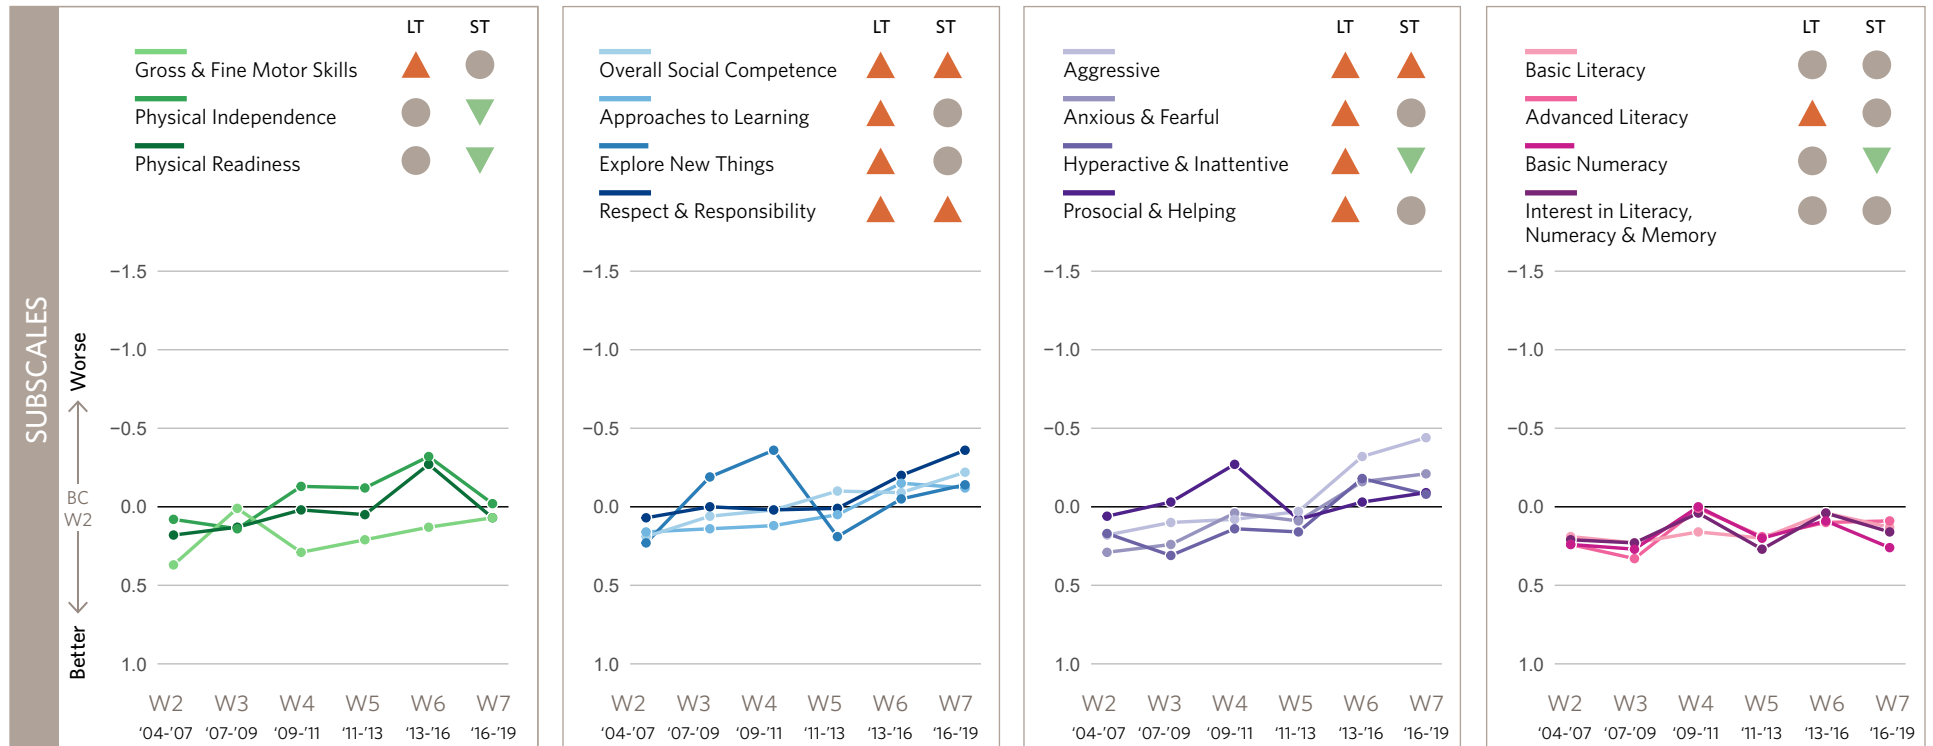 SUBSCALES
Worse
BC
W2
Better
LT ST
Gross & Fine Motor Skills
Physical Independence
Physical Readiness
−1.5
−1.0
−0.5
0.0
0.5
1.0
W2 W3 W4 W5 W6 W7
‘04-’07 ‘07-’09 ‘09-’11 ‘11-’13 ‘13-’16 ‘16-’19
LT ST
Overall Social Competence
Approaches to Learning
Explore New Things
Respect & Responsibility
−1.5
−1.0
−0.5
0.0
0.5
1.0
W2 W3 W4 W5 W6 W7
‘04-’07 ‘07-’09 ‘09-’11 ‘11-’13 ‘13-’16 ‘16-’19
LT ST
Aggressive
Anxious & Fearful
Hyperactive & Inattentive
Prosocial & Helping
−1.5
−1.0
−0.5
0.0
0.5
1.0
W2 W3 W4 W5 W6 W7
‘04-’07 ‘07-’09 ‘09-’11 ‘11-’13 ‘13-’16 ‘16-’19
LT ST
Basic Literacy
Advanced Literacy
Basic Numeracy
Interest in Literacy,
Numeracy & Memory
−1.5
−1.0
−0.5
0.0
0.5
1.0
W2 W3 W4 W5 W6 W7
‘04-’07 ‘07-’09 ‘09-’11 ‘11-’13 ‘13-’16 ‘16-’19